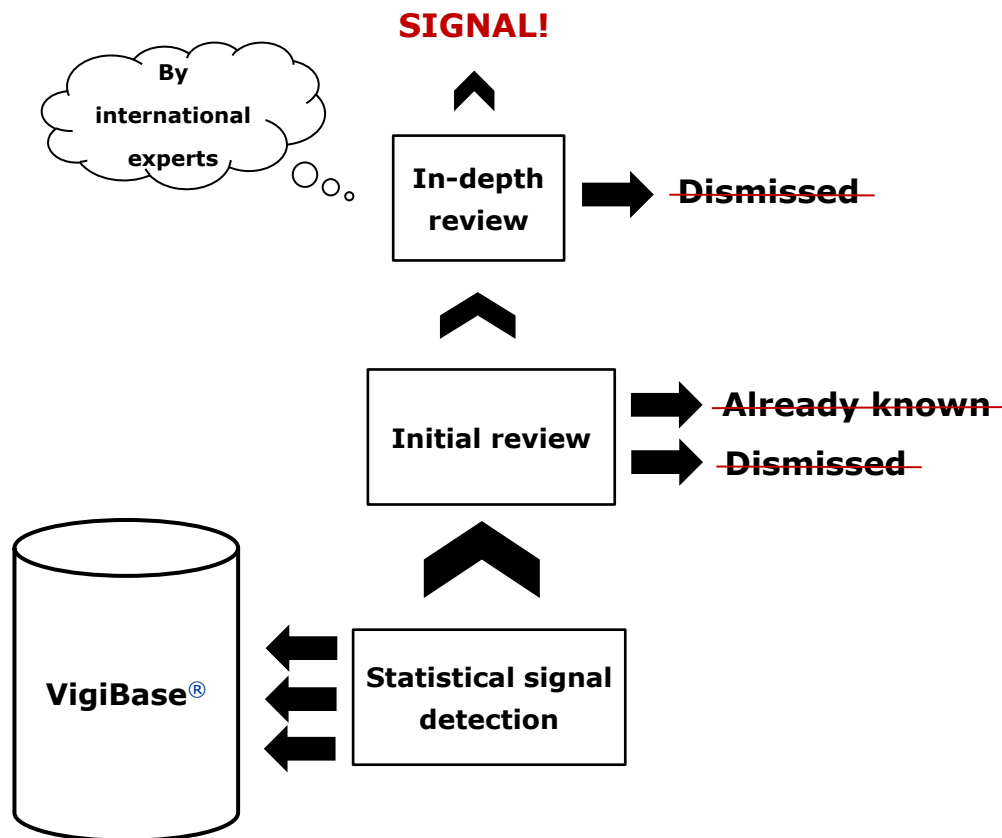 SIGNAL!
By
international
experts
In-depth
review
Dismissed
Initial review
Already known
Dismissed
VigiBase®
Statistical signal
detection